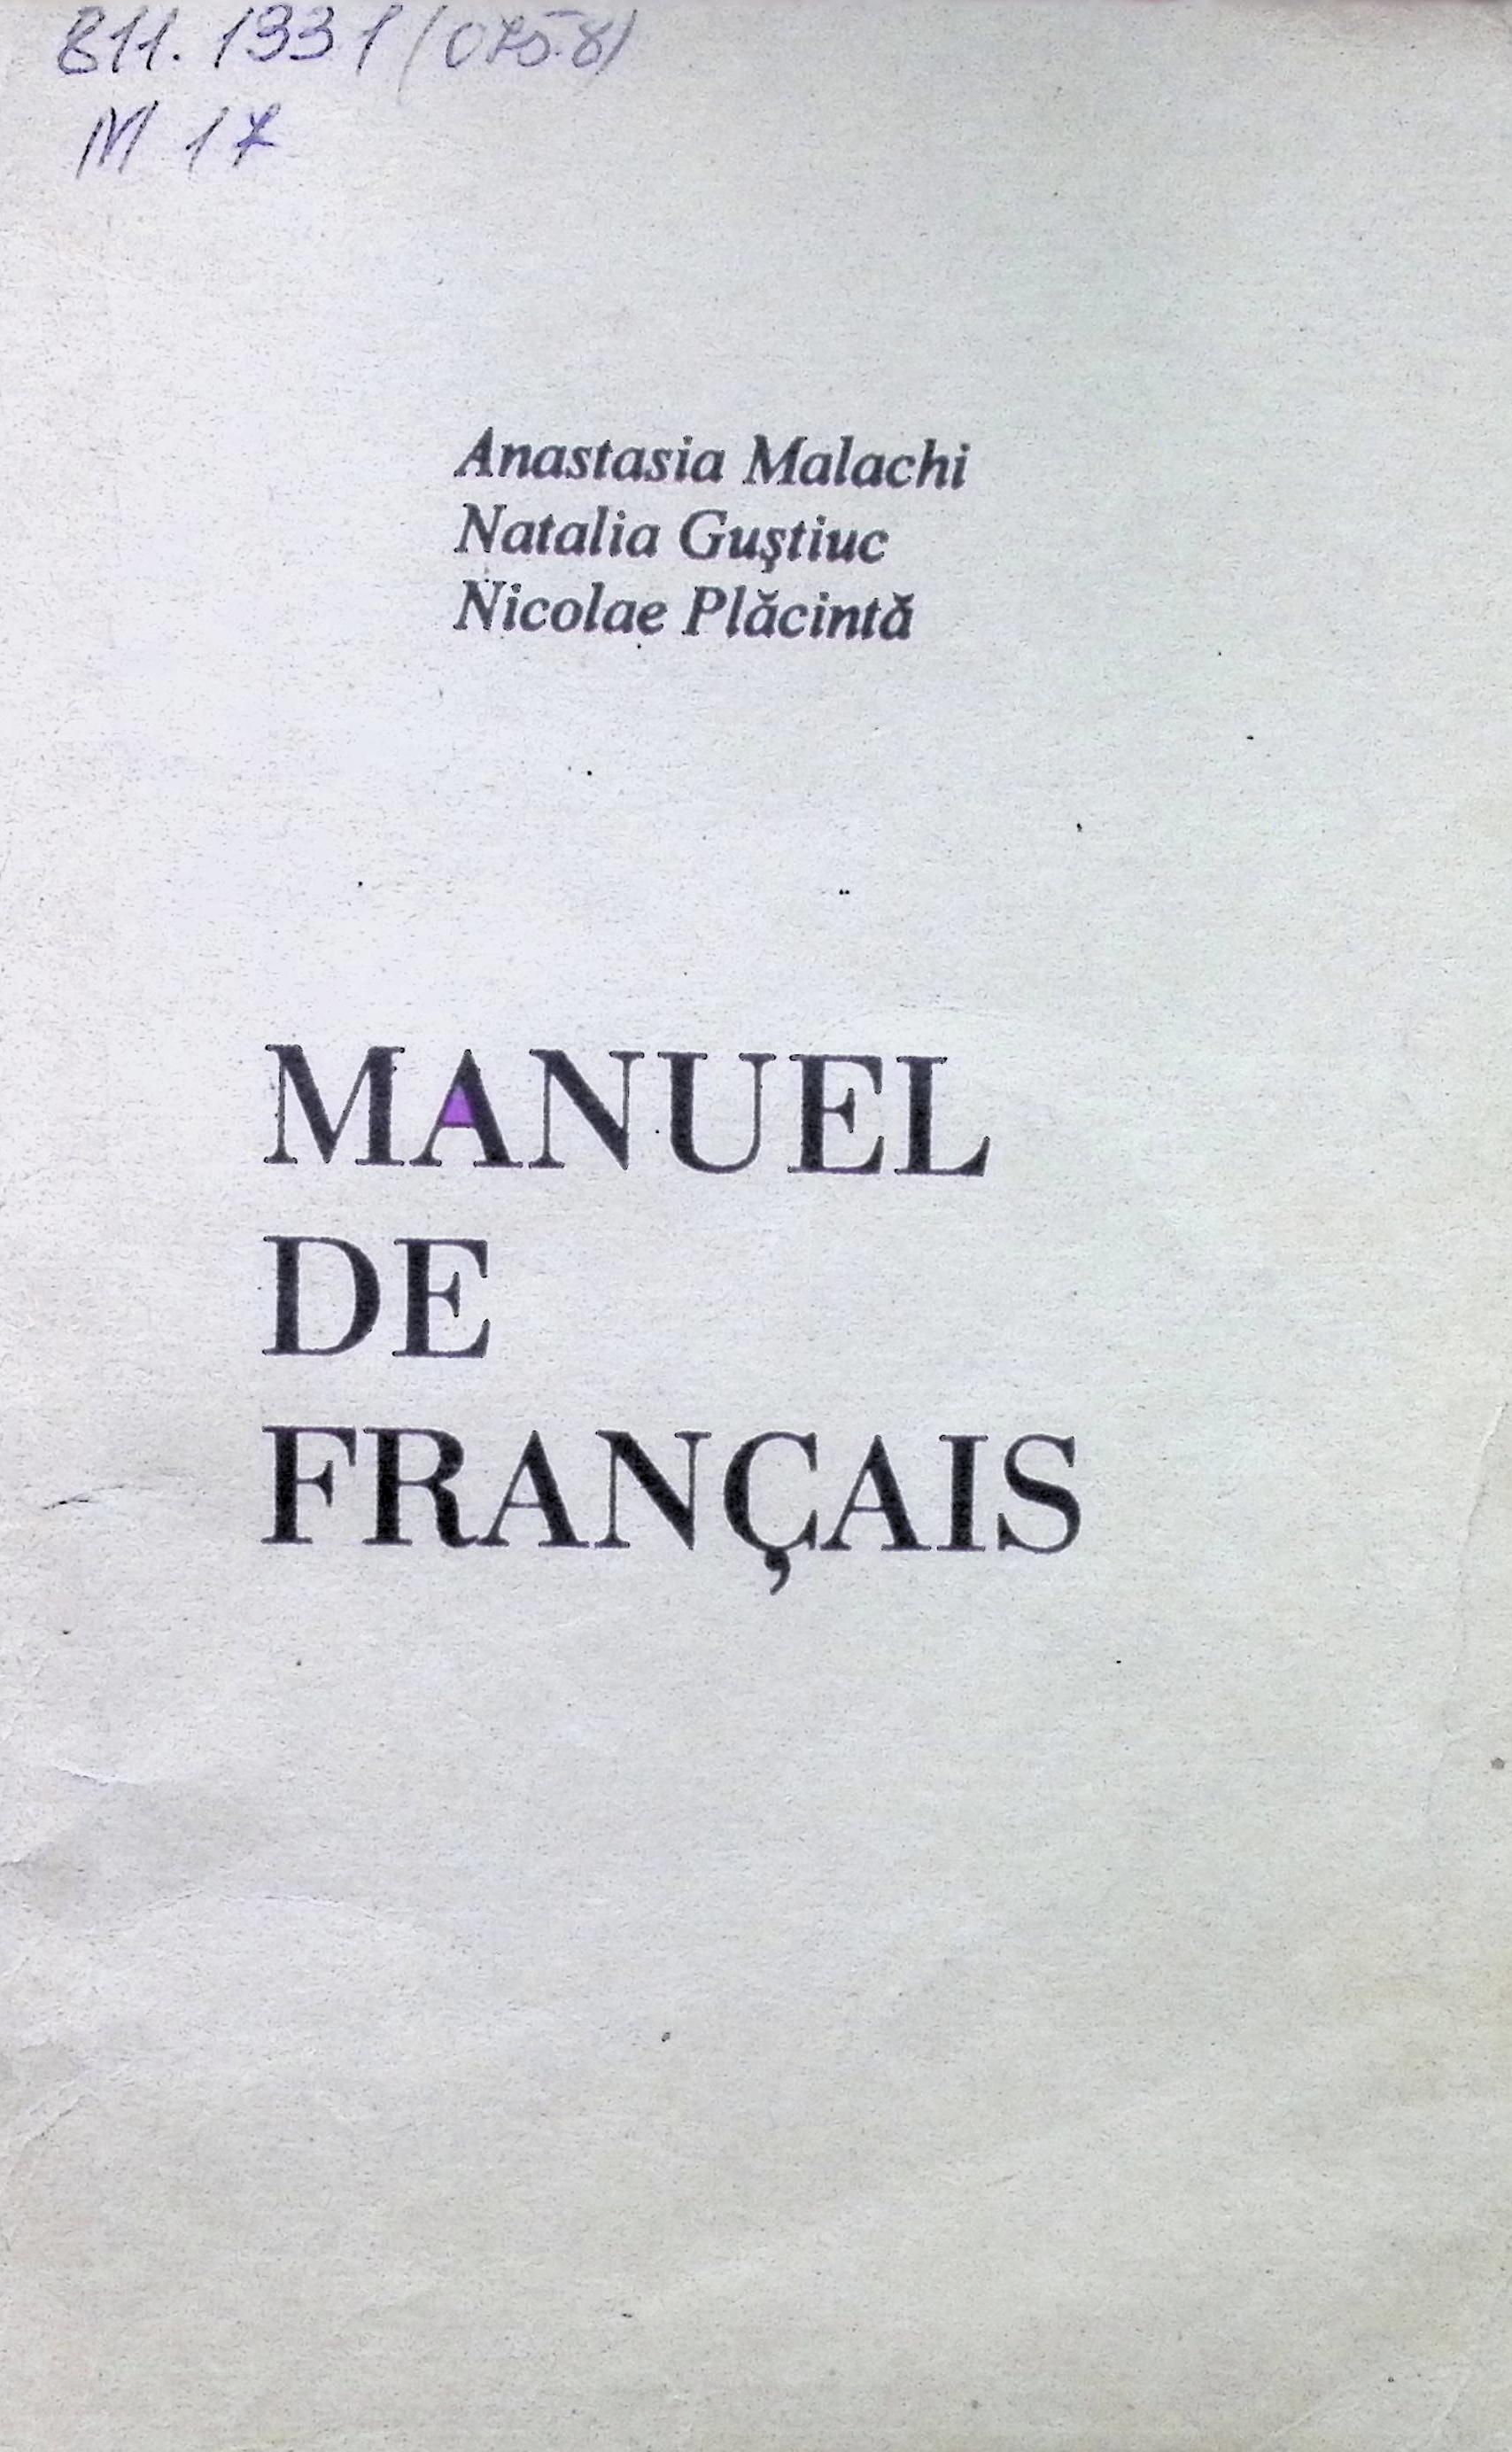 811.133.1(075.8)
M 17
Anastasia Malachi
Natalia Guştiuc
Nicolae Plăcintă
MANUEL
DE
FRANÇAIS